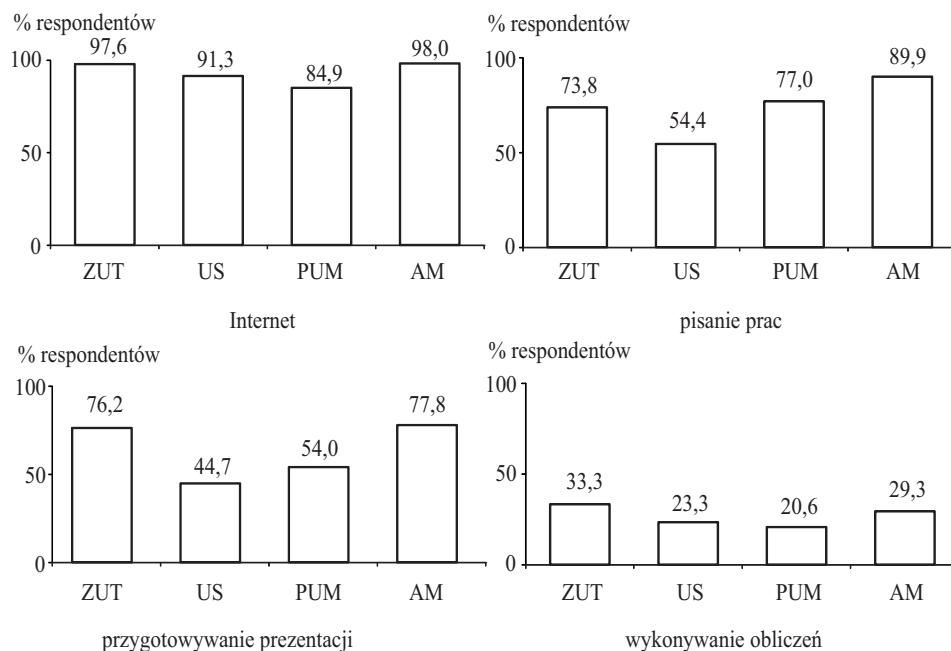 % respondentów
97,6
91,3
84,9
98,0
100
50
0
ZUT
US
PUM
AM
Internet
% respondentów
73,8
54,4
77,0
89,9
100
50
0
ZUT
US
PUM
AM
pisanie prac
% respondentów
76,2
44,7
54,0
77,8
100
50
0
ZUT
US
PUM
AM
przygotowywanie prezentacji
% respondentów
33,3
23,3
20,6
29,3
100
50
0
ZUT
US
PUM
AM
wykonywanie obliczeń